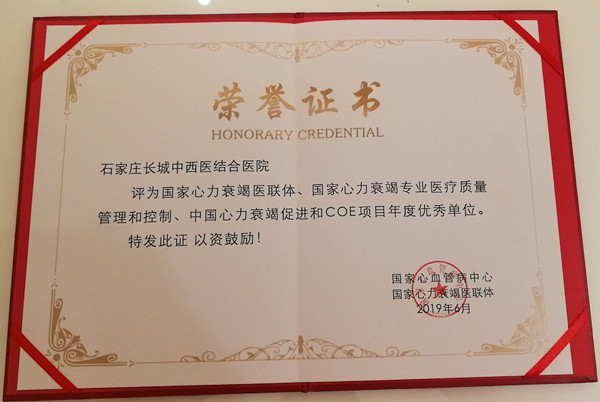 荣誉证书
HONORARY CREDENTIAL
石家庄长城中西医结合医院
评为国家心力衰竭医联体、国家心力衰竭专业医疗质量
管理和控制、中国心力衰竭促进和COE项目年度优秀单位。
特发此证 以资鼓励！
国家心血管病中心
国家心力衰竭医联体
2019年6月